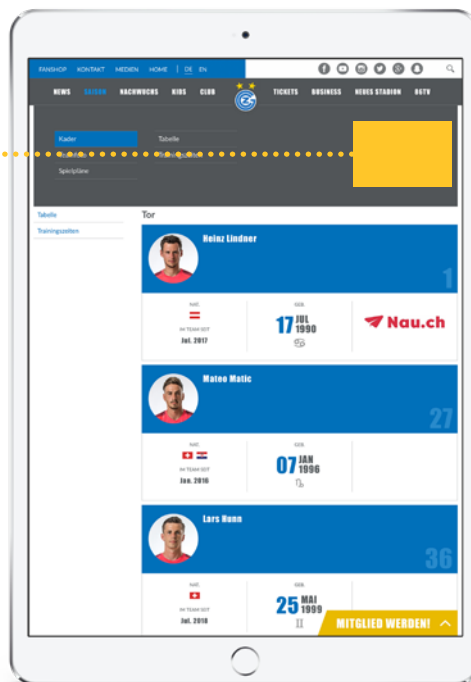 FANSHOP KONTAKT MEDIEN HOME | DE EN
NEWS SAISON NACHWUCHS KIDS CLUB TICKETS BUSINESS NEUES STADION GCTV
Kader Tabelle
Trainingszeiten
Spielpläne
Tabelle
Trainingszeiten
Tor
Heinz Lindner
1
NAT. GEB.
17 JUL 1990
IM TEAM SEIT
Jul. 2017
Nau.ch
Mateo Matic
27
NAT. GEB.
07 JAN 1996
IM TEAM SEIT
Jan. 2016
Lars Hunn
36
NAT. GEB.
25 MAI 1999
IM TEAM SEIT
Jul. 2018
MITGLIED WERDEN!